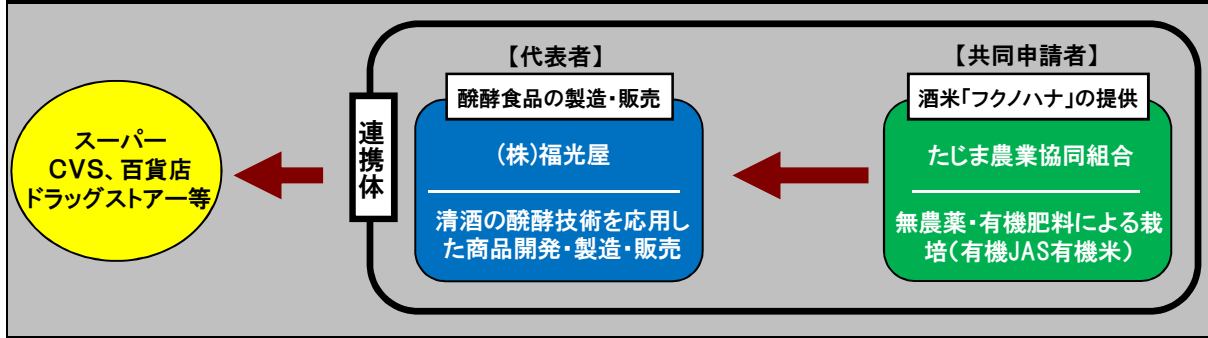 スーパー
CVS、百貨店
ドラッグストアー等
連携体
【代表者】
醗酵食品の製造・販売
(株)福光屋
清酒の醗酵技術を応用し
た商品開発・製造・販売
【共同申請者】
酒米「フクノハナ」の提供
たじま農業協同組合
無農薬・有機肥料による栽
培(有機JAS有機米)